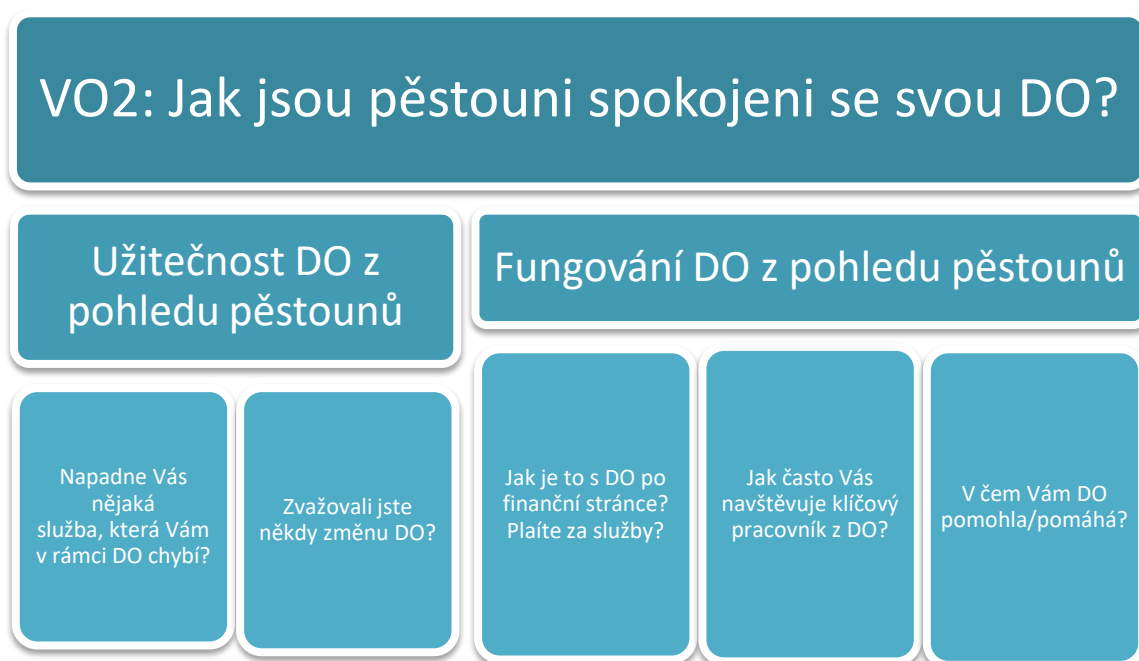 VO2: Jak jsou pěstouni spokojeni se svou DO?
Užitečnost DO z
pohledu pěstounů
Fungování DO z pohledu pěstounů
Napadne Vás
nějaká
služba, která Vám
v rámci DO chybí?
Zvažovali jste
někdy změnu DO?
Jak je to s DO po
finanční stránce?
Plaíte za služby?
Jak často Vás
navštěvuje klíčový
pracovník z DO?
V čem Vám DO
pomohla/pomáhá?